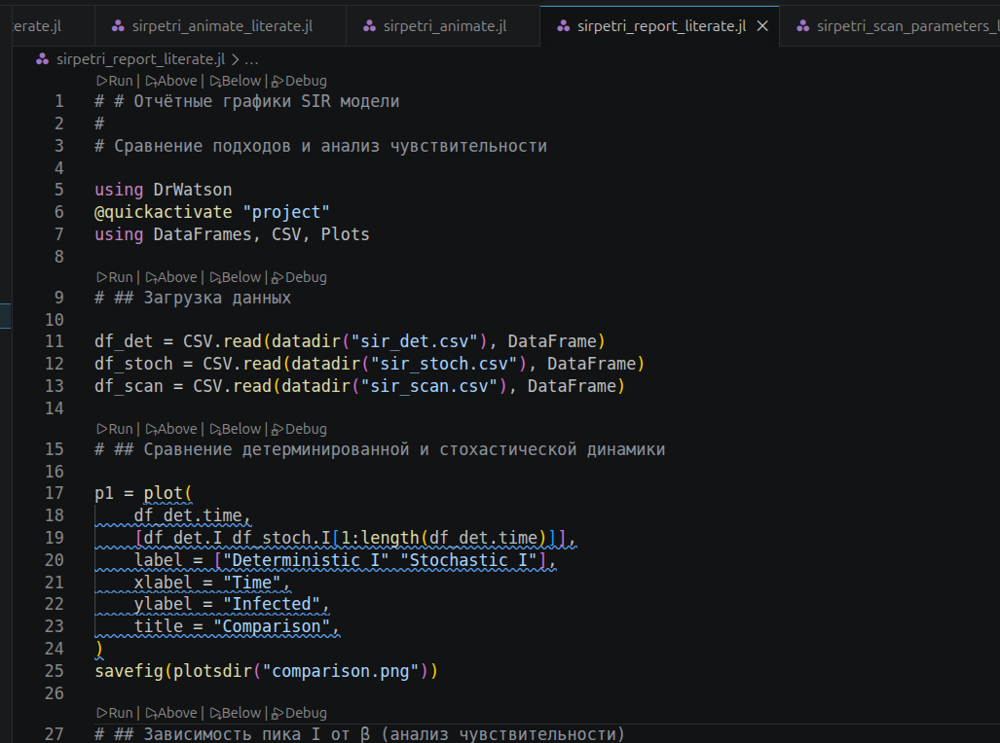 erate.jl sirpetri_animate_literate.jl sirpetri_animate.jl sirpetri_report_literate.jl sirpetri_scan_parameters_l
sirpetri_report_literate.jl > ...
Run | Above | Below | Debug
1 # # Отчётные графики SIR модели
2 #
3 # Сравнение подходов и анализ чувствительности
4
5 using DrWatson
6 @quickactivate "project"
7 using DataFrames, CSV, Plots
8
Run | Above | Below | Debug
9 # ## Загрузка данных
10
11 df_det = CSV.read(datadir("sir_det.csv"), DataFrame)
12 df_stoch = CSV.read(datadir("sir_stoch.csv"), DataFrame)
13 df_scan = CSV.read(datadir("sir_scan.csv"), DataFrame)
14
Run | Above | Below | Debug
15 # ## Сравнение детерминированной и стохастической динамики
16
17 p1 = plot(
18     df_det.time,
19     [df_det.I df_stoch.I[1:length(df_det.time)]],
20     label = ["Deterministic I" "Stochastic I"],
21     xlabel = "Time",
22     ylabel = "Infected",
23     title = "Comparison",
24 )
25 savefig(plotsdir("comparison.png"))
26
Run | Above | Below | Debug
27 # ## Зависимость пика I от β (анализ чувствительности)